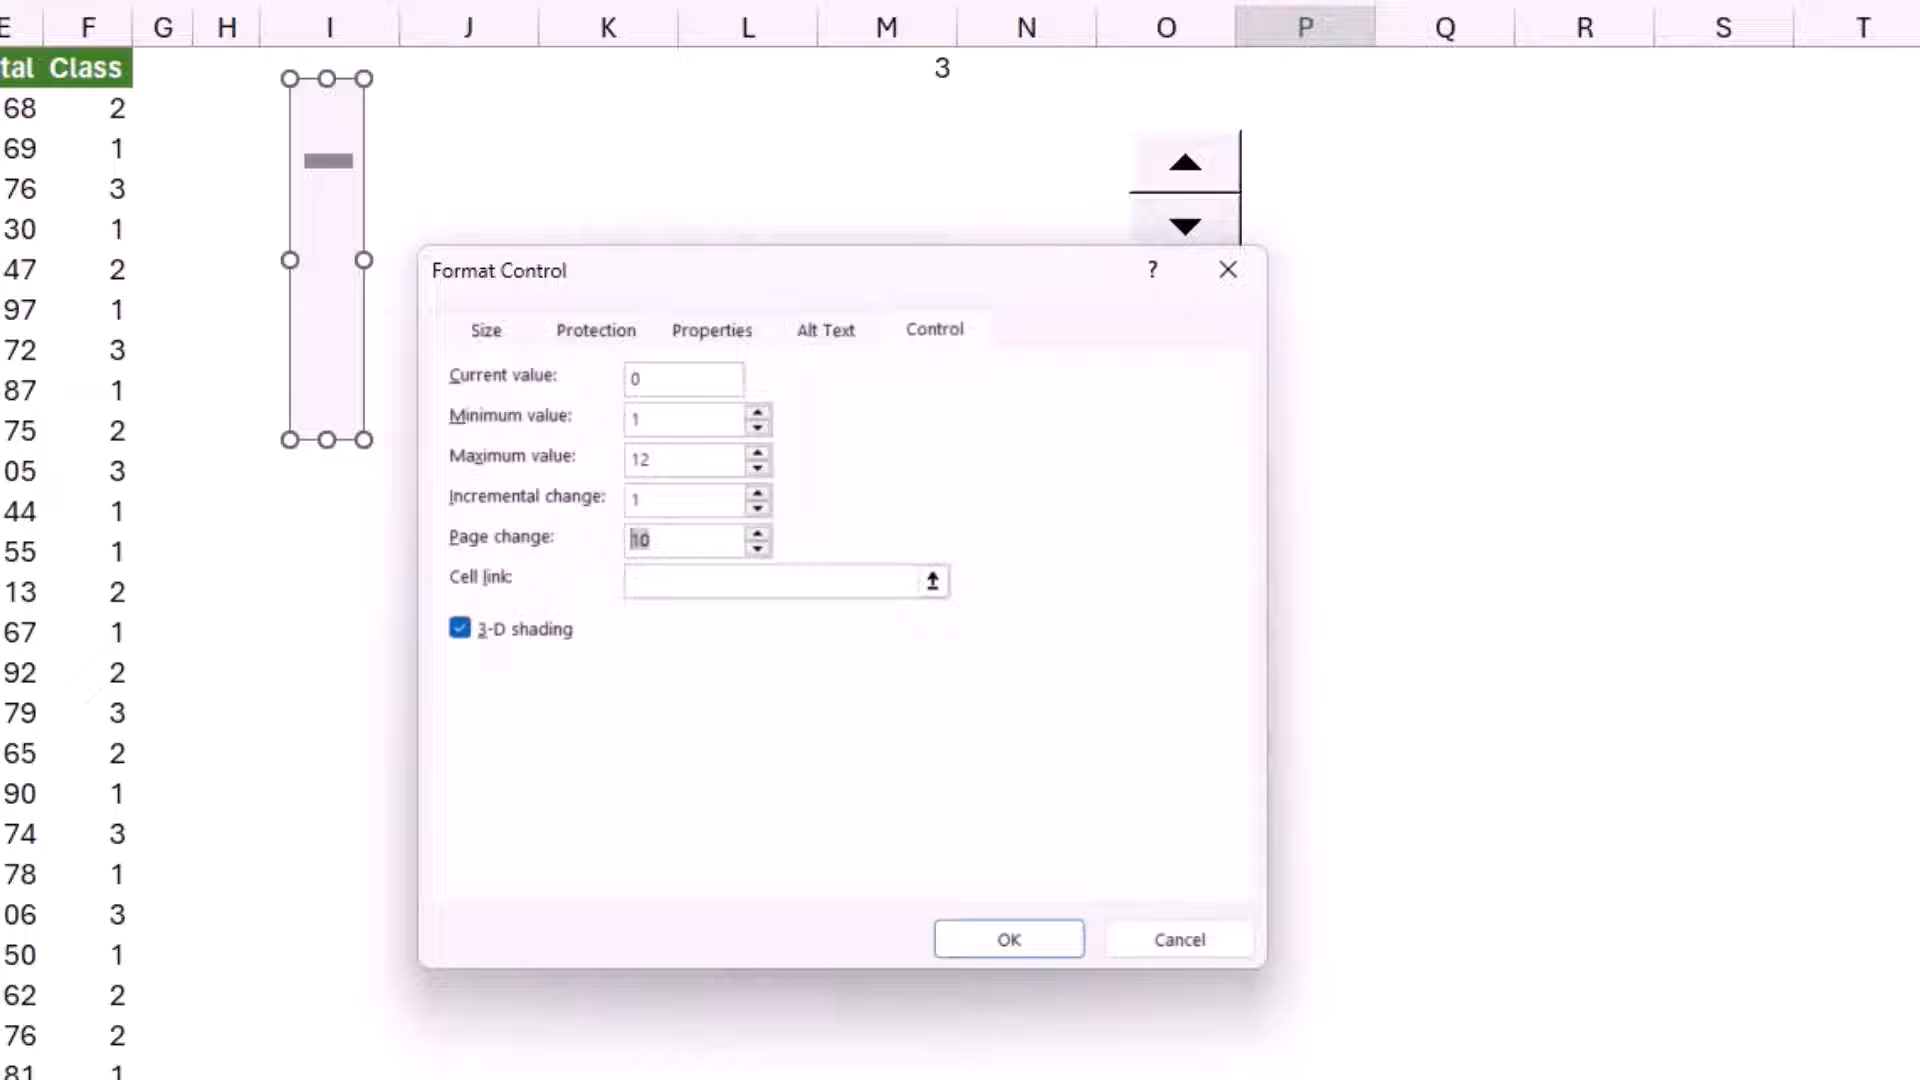 E F G H I J K L M N O P Q R S T
tal Class 3
68 2
69 1
76 3
30 1
47 2
97 1
72 3
87 1
75 2
05 3
44 1
55 1
13 2
67 1
92 2
79 3
65 2
90 1
74 3
78 1
06 3
50 1
62 2
76 2
81 1
Format Control ?
Size Protection Properties Alt Text Control
Current value: 0
Minimum value: 1
Maximum value: 12
Incremental change: 1
Page change: 10
Cell link:
3-D shading
OK Cancel